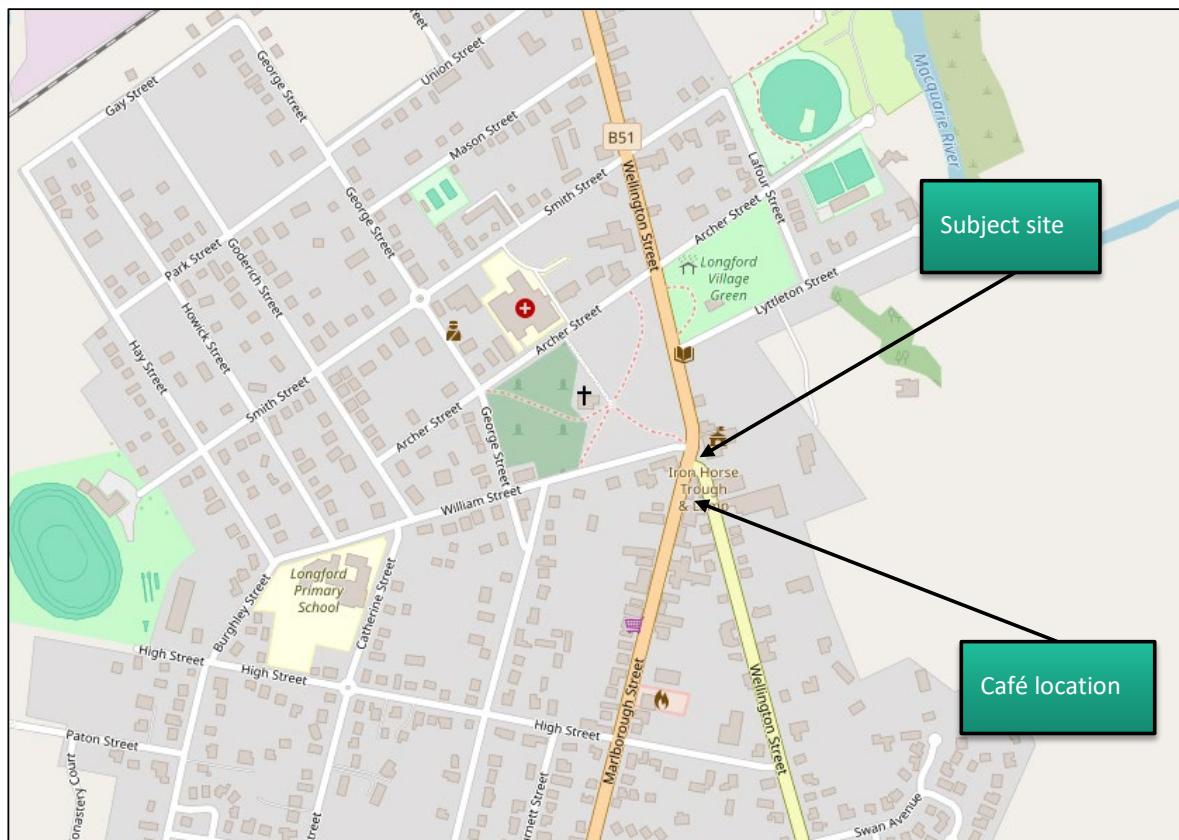 Gay Street
George Street
Union Street
Mason Street
B51
Wellington Street
Macquarie River
Lafour Street
Smith Street
George Street
Archer Street
Subject site
Park Street
Goderich Street
Howick Street
Hay Street
Longford
Village
Green
Lyttleton Street
Archer Street
Smith Street
Archer Street
George Street
Iron Horse
Trough
William Street
Longford
Primary
School
Burghley Street
Catherine Street
High Street
High Street
Café location
Wellington Street
Marlborough Street
High Street
Paton Street
Swan Avenue